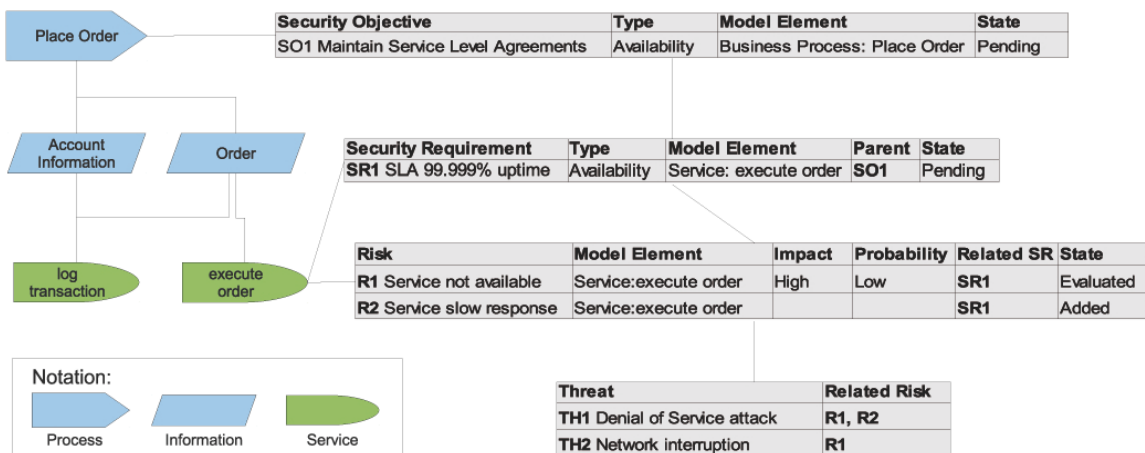 Place Order
Security Objective Type Model Element State
SO1 Maintain Service Level Agreements Availability Business Process: Place Order Pending
Account
Information
Order
Security Requirement Type Model Element Parent State
SR1 SLA 99.999% uptime Availability Service: execute order SO1 Pending
log
transaction
execute
order
Risk Model Element Impact Probability Related SR State
R1 Service not available Service:execute order High Low SR1 Evaluated
R2 Service slow response Service:execute order SR1 Added
Notation:
Process Information Service
Threat Related Risk
TH1 Denial of Service attack R1, R2
TH2 Network interruption R1